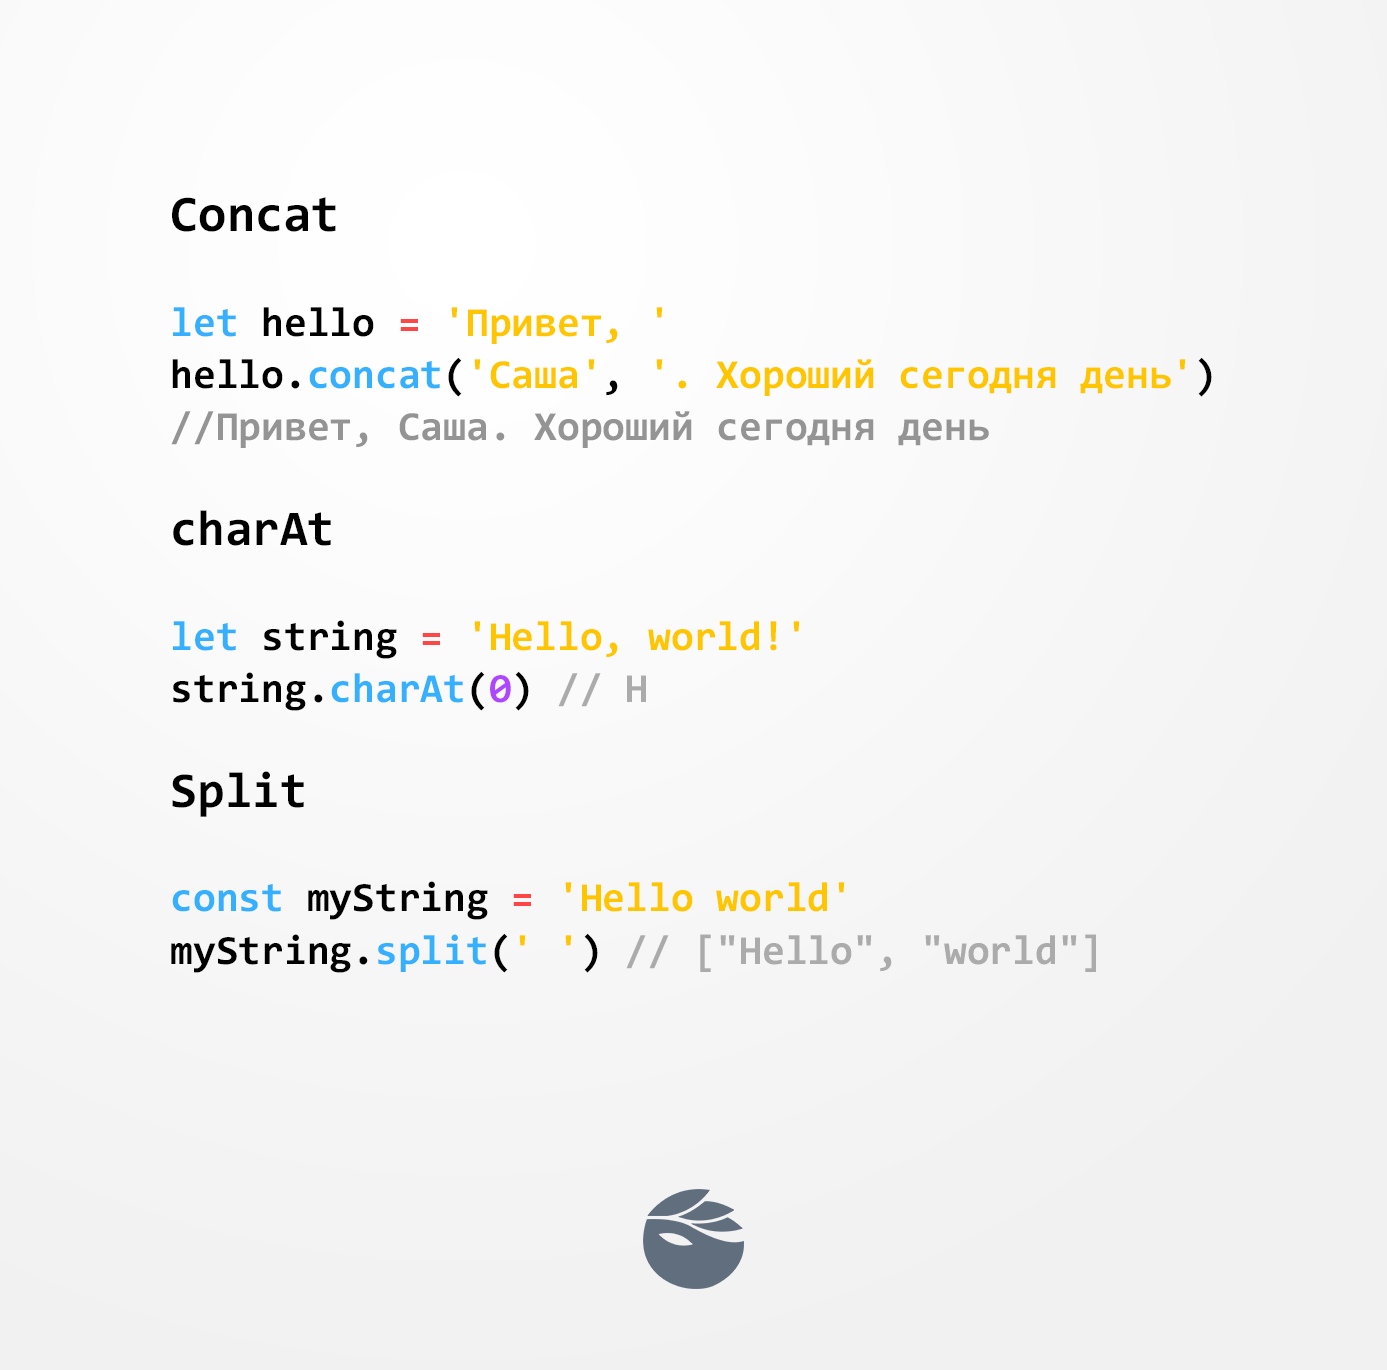 Concat
let hello = 'Привет, '
hello.concat('Саша', '. Хороший сегодня день')
//Привет, Саша. Хороший сегодня день
charAt
let string = 'Hello, world!'
string.charAt(0) // H
Split
const myString = 'Hello world'
myString.split(' ') // ["Hello", "world"]